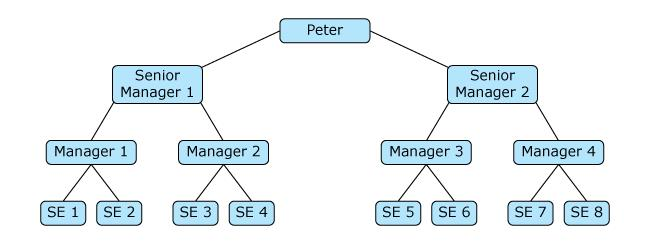 Peter
Senior
Manager 1
Senior
Manager 2
Manager 1
Manager 2
Manager 3
Manager 4
SE 1
SE 2
SE 3
SE 4
SE 5
SE 6
SE 7
SE 8